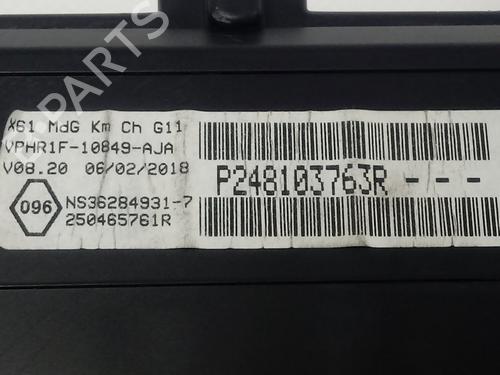 X61 MdG Km Ch G11
VPHR1F-10849-AJA
V08.20 06/02/2018
P248103763R - - -
096
NS36284931-7
250465761R
B-PARTS